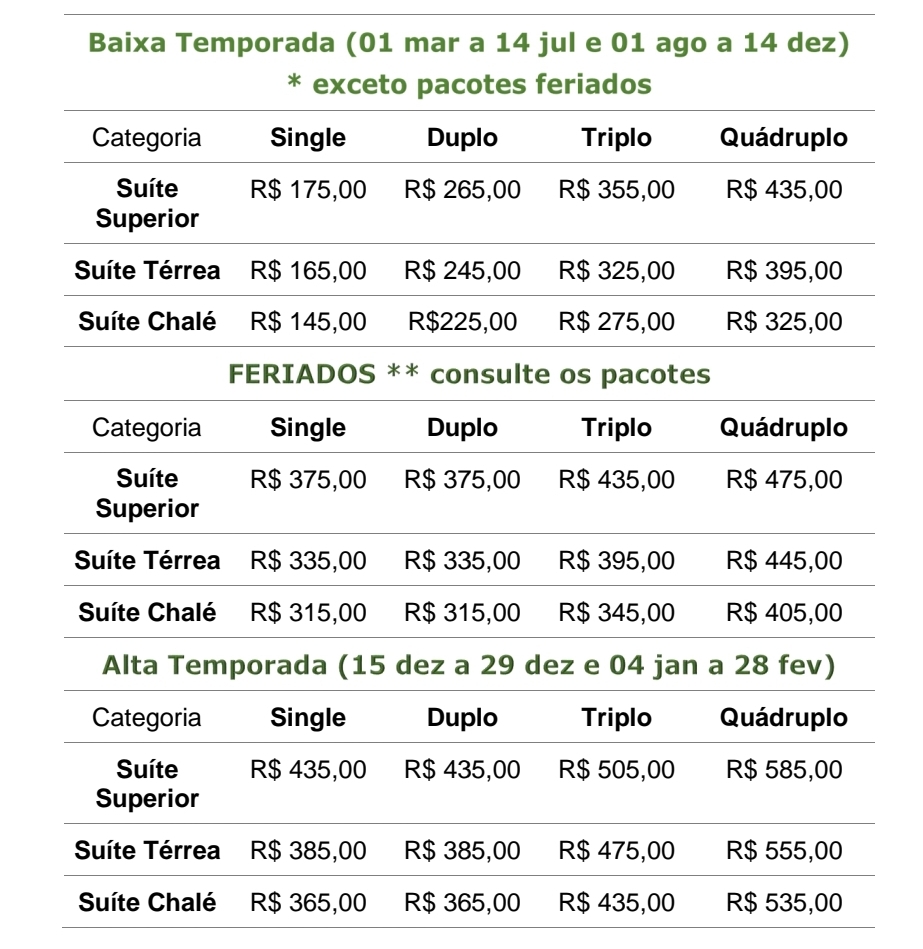 Baixa Temporada (01 mar a 14 jul e 01 ago a 14 dez)
* exceto pacotes feriados
Categoria Single Duplo Triplo Quádruplo
Suíte Superior R$ 175,00 R$ 265,00 R$ 355,00 R$ 435,00
Suíte Térrea R$ 165,00 R$ 245,00 R$ 325,00 R$ 395,00
Suíte Chalé R$ 145,00 R$225,00 R$ 275,00 R$ 325,00
FERIADOS ** consulte os pacotes
Categoria Single Duplo Triplo Quádruplo
Suíte Superior R$ 375,00 R$ 375,00 R$ 435,00 R$ 475,00
Suíte Térrea R$ 335,00 R$ 335,00 R$ 395,00 R$ 445,00
Suíte Chalé R$ 315,00 R$ 315,00 R$ 345,00 R$ 405,00
Alta Temporada (15 dez a 29 dez e 04 jan a 28 fev)
Categoria Single Duplo Triplo Quádruplo
Suíte Superior R$ 435,00 R$ 435,00 R$ 505,00 R$ 585,00
Suíte Térrea R$ 385,00 R$ 385,00 R$ 475,00 R$ 555,00
Suíte Chalé R$ 365,00 R$ 365,00 R$ 435,00 R$ 535,00